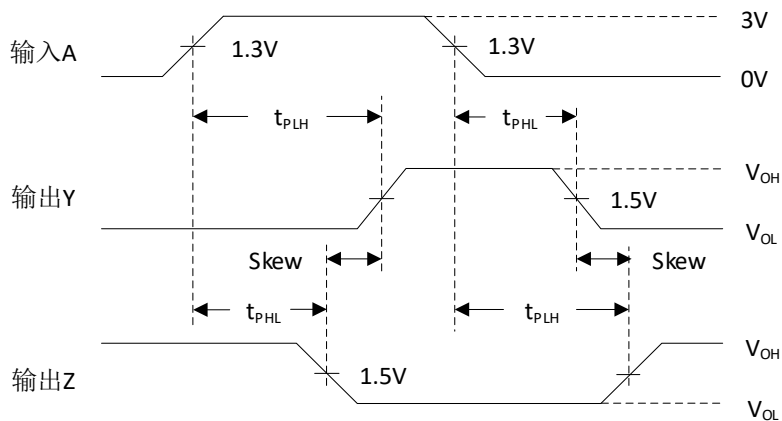 3V
输入A
1.3V
1.3V
0V
tPLH
tPHL
VOH
输出Y
1.5V
VOL
Skew
Skew
tPHL
tPLH
VOH
输出Z
1.5V
VOL